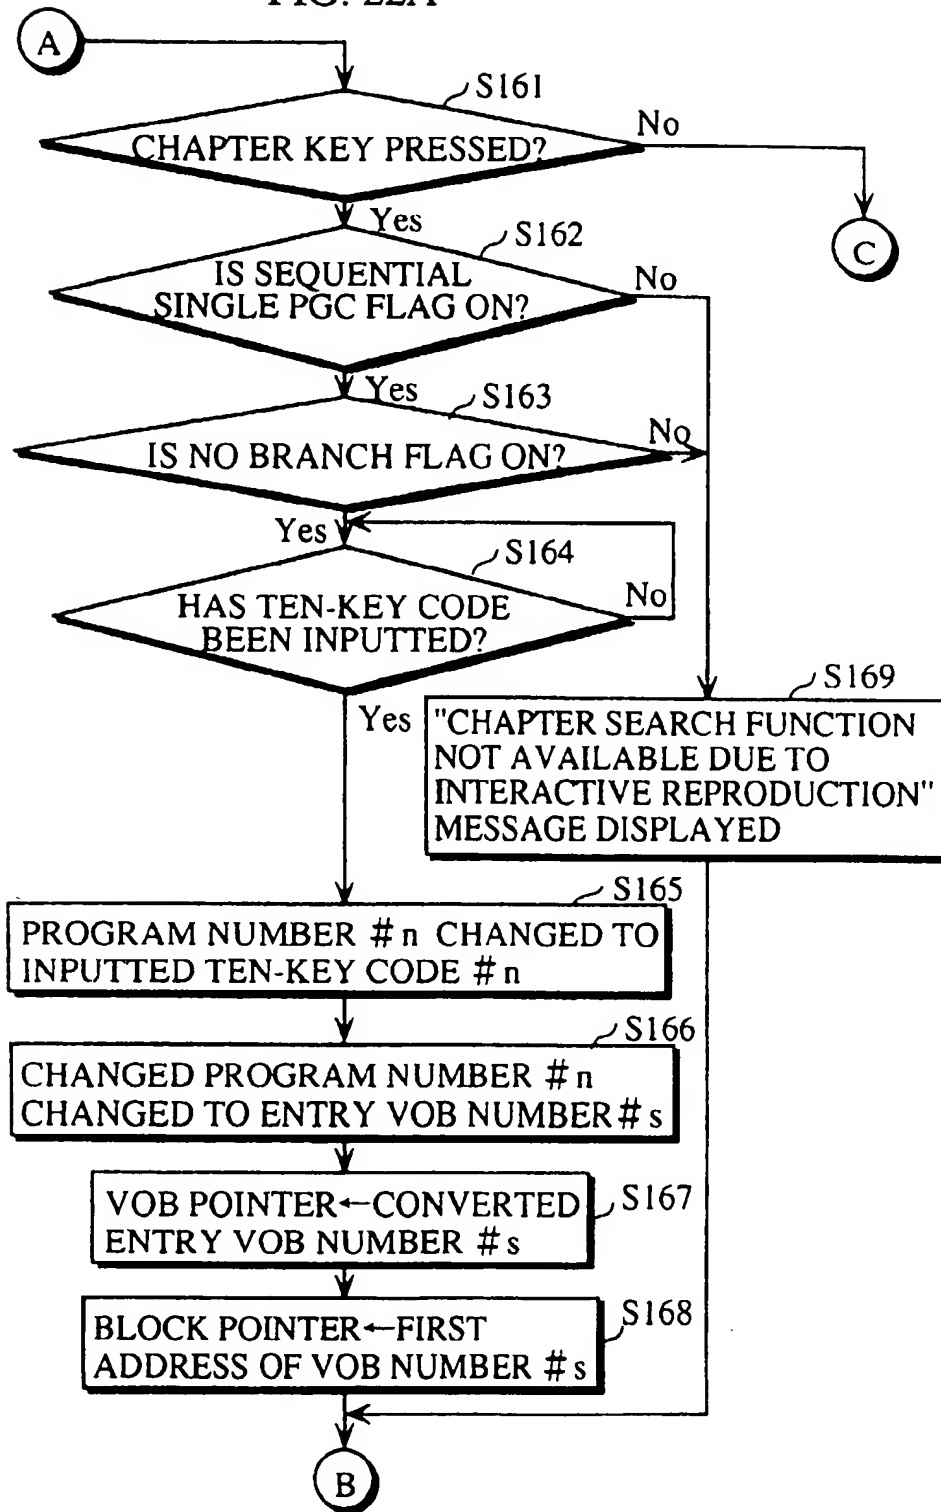 FIG. 22A
A
S161
CHAPTER KEY PRESSED?
No
Yes
C
S162
IS SEQUENTIAL
SINGLE PGC FLAG ON?
No
Yes
S163
IS NO BRANCH FLAG ON?
No
Yes
S164
HAS TEN-KEY CODE
BEEN INPUTTED?
No
Yes
S169
"CHAPTER SEARCH FUNCTION
NOT AVAILABLE DUE TO
INTERACTIVE REPRODUCTION"
MESSAGE DISPLAYED
S165
PROGRAM NUMBER #n CHANGED TO
INPUTTED TEN-KEY CODE #n
S166
CHANGED PROGRAM NUMBER #n
CHANGED TO ENTRY VOB NUMBER #s
S167
VOB POINTER←CONVERTED
ENTRY VOB NUMBER #s
S168
BLOCK POINTER←FIRST
ADDRESS OF VOB NUMBER #s
B